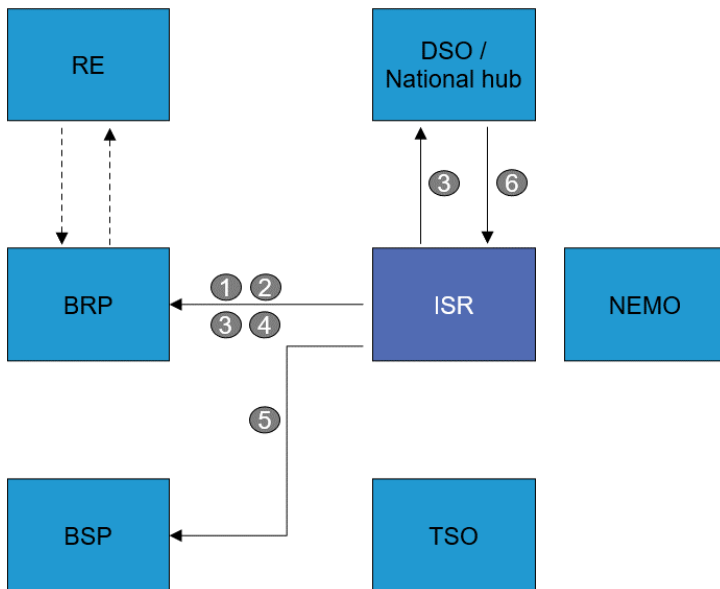 RE
DSO /
National hub
3
6
BRP
1 2
3 4
ISR
NEMO
5
BSP
TSO